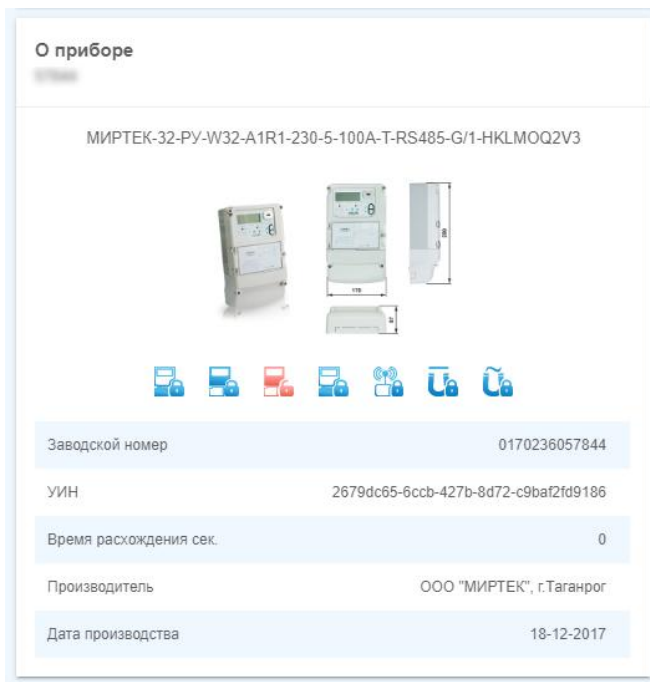 О приборе
МИРТЕК-32-РУ-W32-A1R1-230-5-100A-T-RS485-G/1-HKLMOQ2V3
Заводской номер 0170236057844
УИН 2679dc65-6ccb-427b-8d72-c9baf2fd9186
Время расхождения сек. 0
Производитель ООО "МИРТЕК", г.Таганрог
Дата производства 18-12-2017